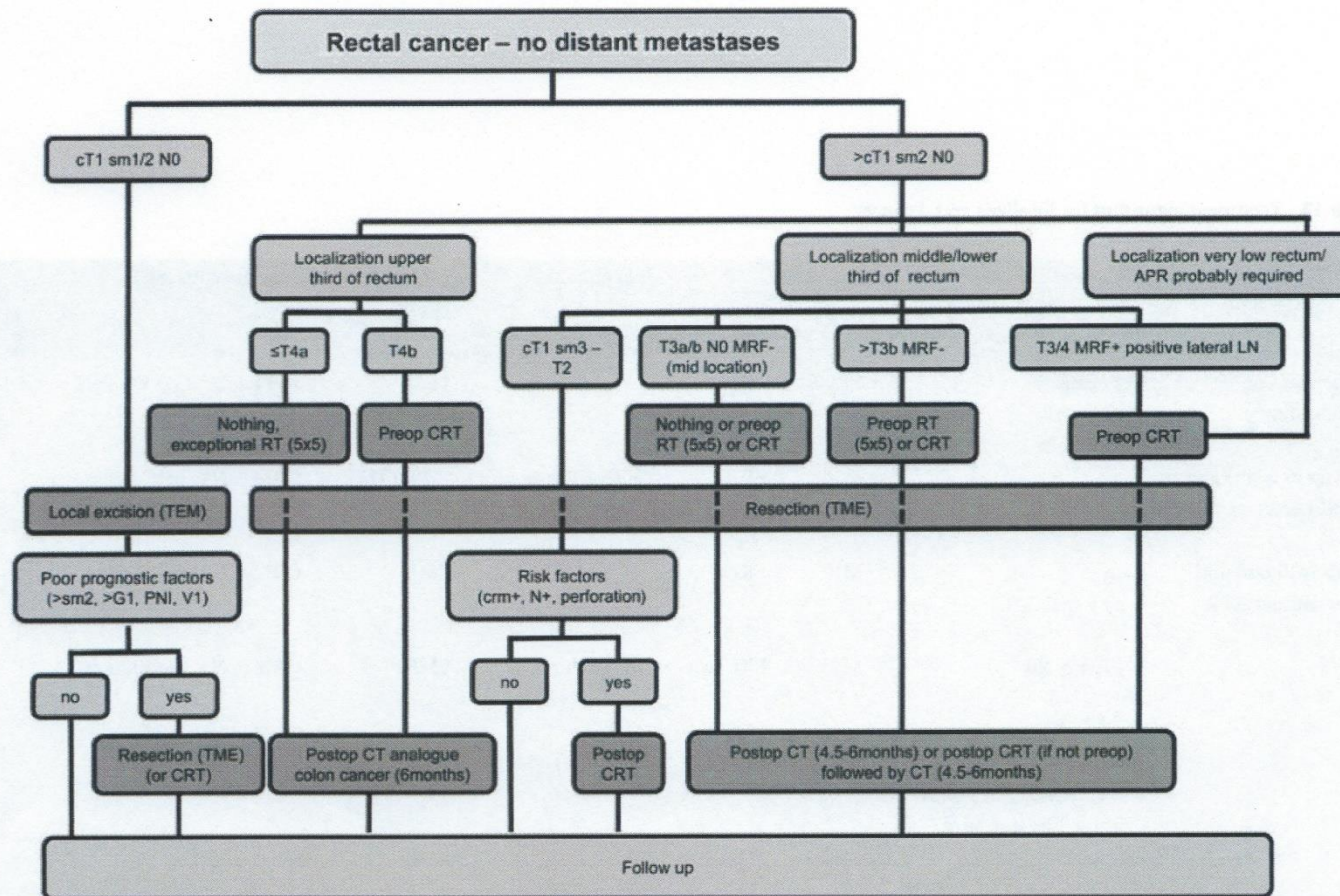 Rectal cancer – no distant metastases
cT1 sm1/2 N0
>cT1 sm2 N0
Localization upper
third of rectum
Localization middle/lower
third of rectum
Localization very low rectum/
APR probably required
≤T4a
T4b
cT1 sm3 –
T2
T3a/b N0 MRF-
(mid location)
>T3b MRF-
T3/4 MRF+ positive lateral LN
Nothing,
exceptional RT (5x5)
Preop CRT
Nothing or preop
RT (5x5) or CRT
Preop RT
(5x5) or CRT
Preop CRT
Local excision (TEM)
Resection (TME)
Poor prognostic factors
(>sm2, >G1, PNI, V1)
Risk factors
(crm+, N+, perforation)
no
yes
no
yes
Resection (TME)
(or CRT)
Postop CT analogue
colon cancer (6months)
Postop
CRT
Postop CT (4.5-6months) or postop CRT (if not preop)
followed by CT (4.5-6months)
Follow up